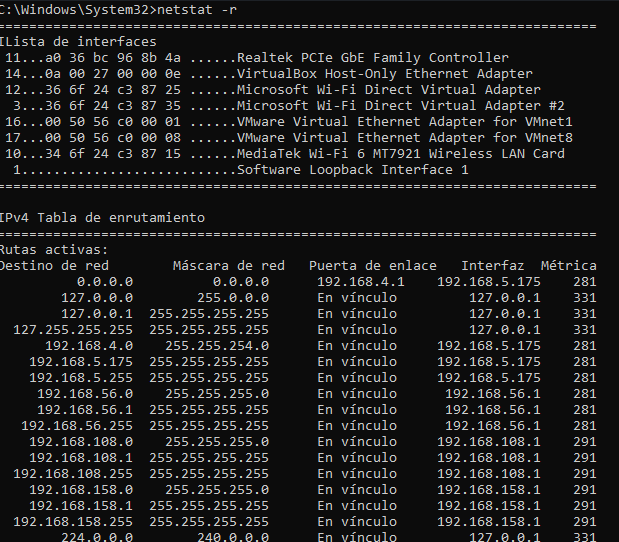 C:\Windows\System32>netstat -r
===========================================================================
ILista de interfaces
 11...a0 36 bc 96 8b 4a ......Realtek PCIe GbE Family Controller
 14...0a 00 27 00 00 0e ......VirtualBox Host-Only Ethernet Adapter
 12...36 6f 24 c3 87 25 ......Microsoft Wi-Fi Direct Virtual Adapter
  3...36 6f 24 c3 87 35 ......Microsoft Wi-Fi Direct Virtual Adapter #2
 16...00 50 56 c0 00 01 ......VMware Virtual Ethernet Adapter for VMnet1
 17...00 50 56 c0 00 08 ......VMware Virtual Ethernet Adapter for VMnet8
 10...34 6f 24 c3 87 15 ......MediaTek Wi-Fi 6 MT7921 Wireless LAN Card
  1...........................Software Loopback Interface 1
===========================================================================
IPv4 Tabla de enrutamiento
===========================================================================
Rutas activas:
Destino de red        Máscara de red   Puerta de enlace   Interfaz  Métrica
          0.0.0.0          0.0.0.0      192.168.4.1    192.168.5.175    281
        127.0.0.0        255.0.0.0      En vínculo         127.0.0.1    331
        127.0.0.1  255.255.255.255      En vínculo         127.0.0.1    331
  127.255.255.255  255.255.255.255      En vínculo         127.0.0.1    331
      192.168.4.0    255.255.254.0      En vínculo     192.168.5.175    281
    192.168.5.175  255.255.255.255      En vínculo     192.168.5.175    281
    192.168.5.255  255.255.255.255      En vínculo     192.168.5.175    281
     192.168.56.0    255.255.255.0      En vínculo      192.168.56.1    281
     192.168.56.1  255.255.255.255      En vínculo      192.168.56.1    281
   192.168.56.255  255.255.255.255      En vínculo      192.168.56.1    281
    192.168.108.0    255.255.255.0      En vínculo     192.168.108.1    291
    192.168.108.1  255.255.255.255      En vínculo     192.168.108.1    291
  192.168.108.255  255.255.255.255      En vínculo     192.168.108.1    291
    192.168.158.0    255.255.255.0      En vínculo     192.168.158.1    291
    192.168.158.1  255.255.255.255      En vínculo     192.168.158.1    291
  192.168.158.255  255.255.255.255      En vínculo     192.168.158.1    291
        224.0.0.0        240.0.0.0      En vínculo         127.0.0.1    331